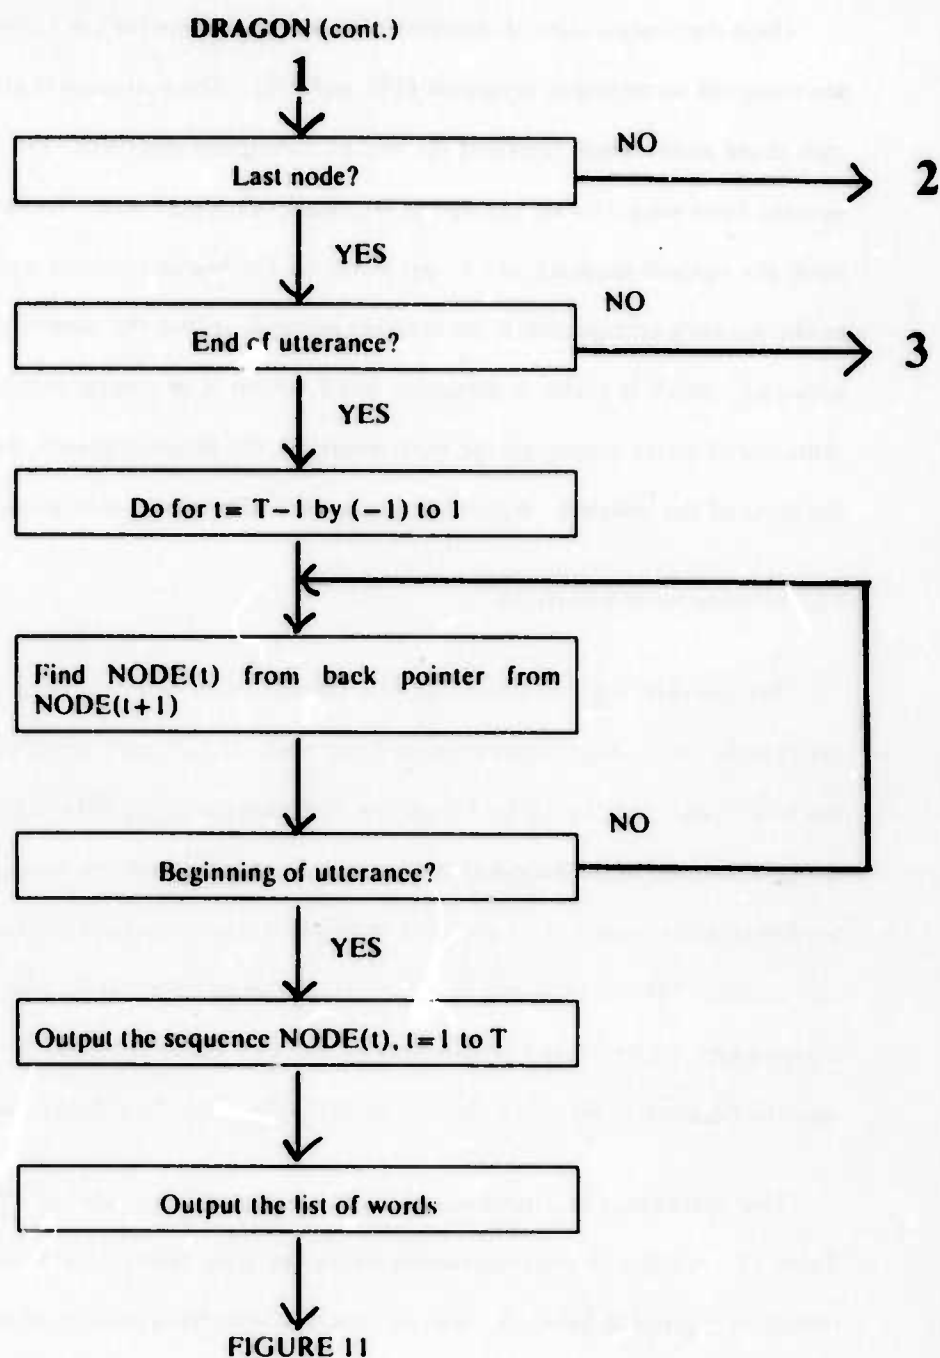 DRAGON (cont.)
1
NO
Last node?
2
YES
NO
End of utterance?
3
YES
Do for t= T−1 by (−1) to 1
Find NODE(t) from back pointer from
NODE(t+1)
NO
Beginning of utterance?
YES
Output the sequence NODE(t), t=1 to T
Output the list of words
FIGURE 11